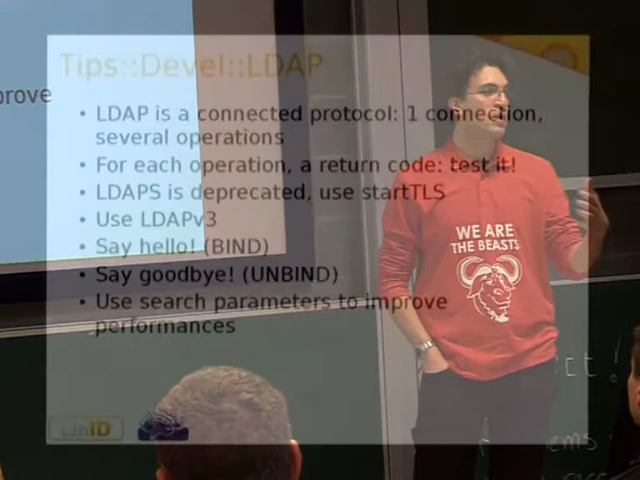 Tips::Devel::LDAP
prove
• LDAP is a connected protocol: 1 connection,
several operations
• For each operation, a return code: test it!
• LDAPS is deprecated, use startTLS
• Use LDAPv3
• Say hello! (BIND)
• Say goodbye! (UNBIND)
• Use search parameters to improve
performances
WE ARE
THE BEASTS
LinID